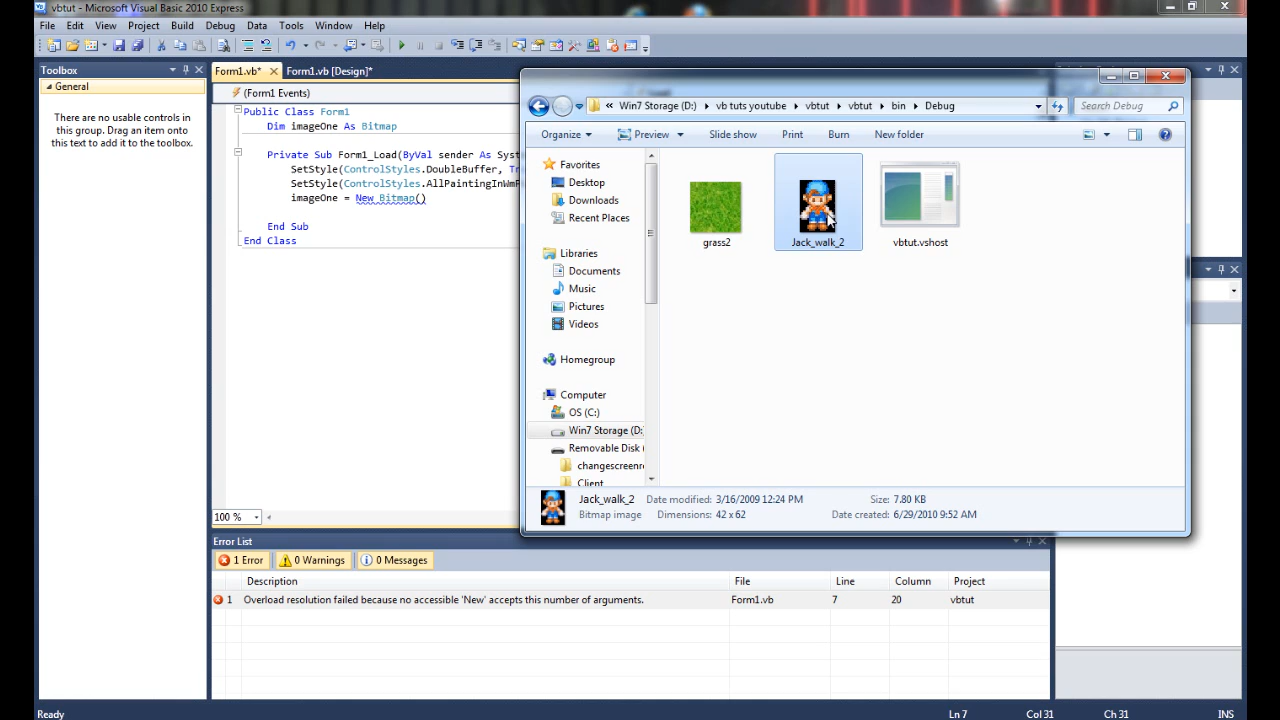 vbtut - Microsoft Visual Basic 2010 Express
File Edit View Project Build Debug Data Tools Window Help
Toolbox
General
There are no usable controls in
this group. Drag an item onto
this text to add it to the toolbox.
Form1.vb* Form1.vb [Design]*
(Form1 Events)
Public Class Form1
Dim imageOne As Bitmap
Private Sub Form1_Load(ByVal sender As Syst
SetStyle(ControlStyles.DoubleBuffer, Tr
SetStyle(ControlStyles.AllPaintingInWmP
imageOne = New Bitmap()
End Sub
End Class
100 %
« Win7 Storage (D:) vb tuts youtube vbtut vbtut bin Debug
Search Debug
Organize Preview Slide show Print Burn New folder
Favorites
Desktop
Downloads
Recent Places
Libraries
Documents
Music
Pictures
Videos
Homegroup
Computer
OS (C:)
Win7 Storage (D:
Removable Disk
changescreenre
Client
grass2
Jack_walk_2
vbtut.vshost
Jack_walk_2 Date modified: 3/16/2009 12:24 PM Size: 7.80 KB
Bitmap image Dimensions: 42 x 62 Date created: 6/29/2010 9:52 AM
Error List
1 Error 0 Warnings 0 Messages
Description File Line Column Project
1 Overload resolution failed because no accessible 'New' accepts this number of arguments. Form1.vb 7 20 vbtut
Ready Ln 7 Col 31 Ch 31 INS